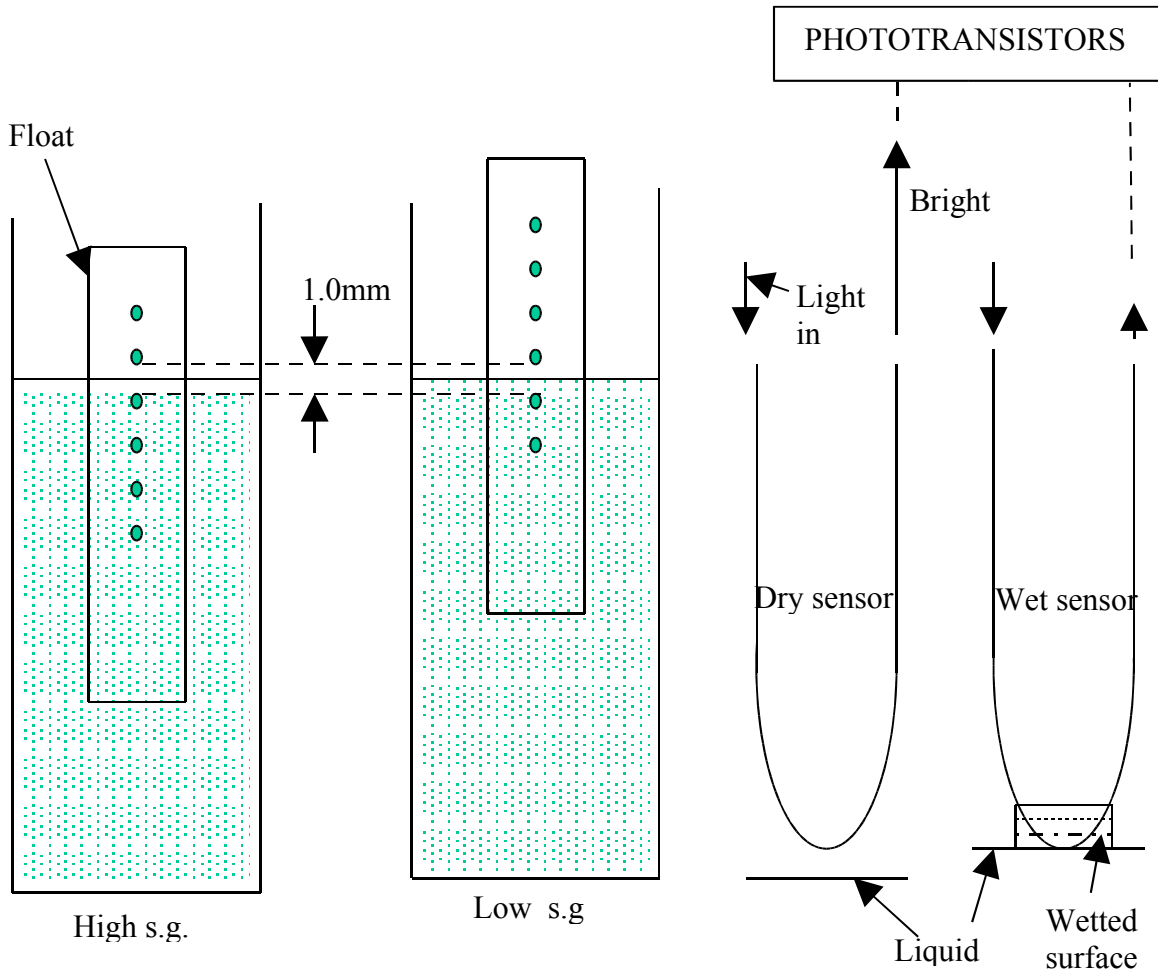 PHOTOTRANSISTORS
Float
Bright
1.0mm
Light
in
Dry sensor
Wet sensor
High s.g.
Low s.g
Liquid
Wetted
surface